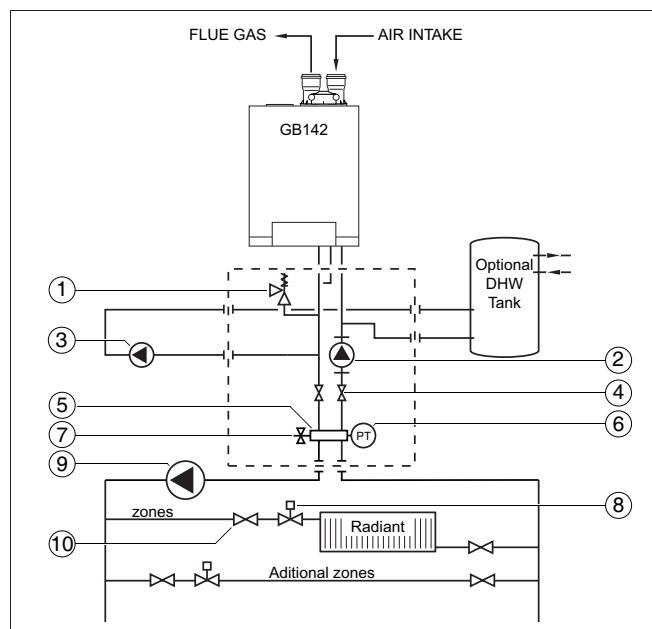 FLUE GAS
AIR INTAKE
GB142
1
Optional
DHW
Tank
3
2
5
4
7
PT
6
9
8
zones
10
Radiant
Aditional zones